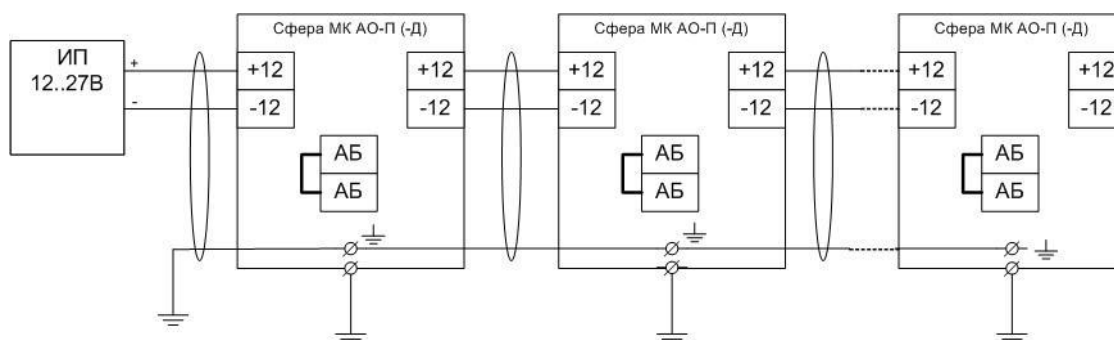 Сфера МК АО-П (-Д)
Сфера МК АО-П (-Д)
Сфера МК АО-П (-Д)
ИП
12..27В
+
-
+12
-12
+12
-12
+12
-12
+12
-12
+12
-12
+12
-12
АБ
АБ
АБ
АБ
АБ
АБ